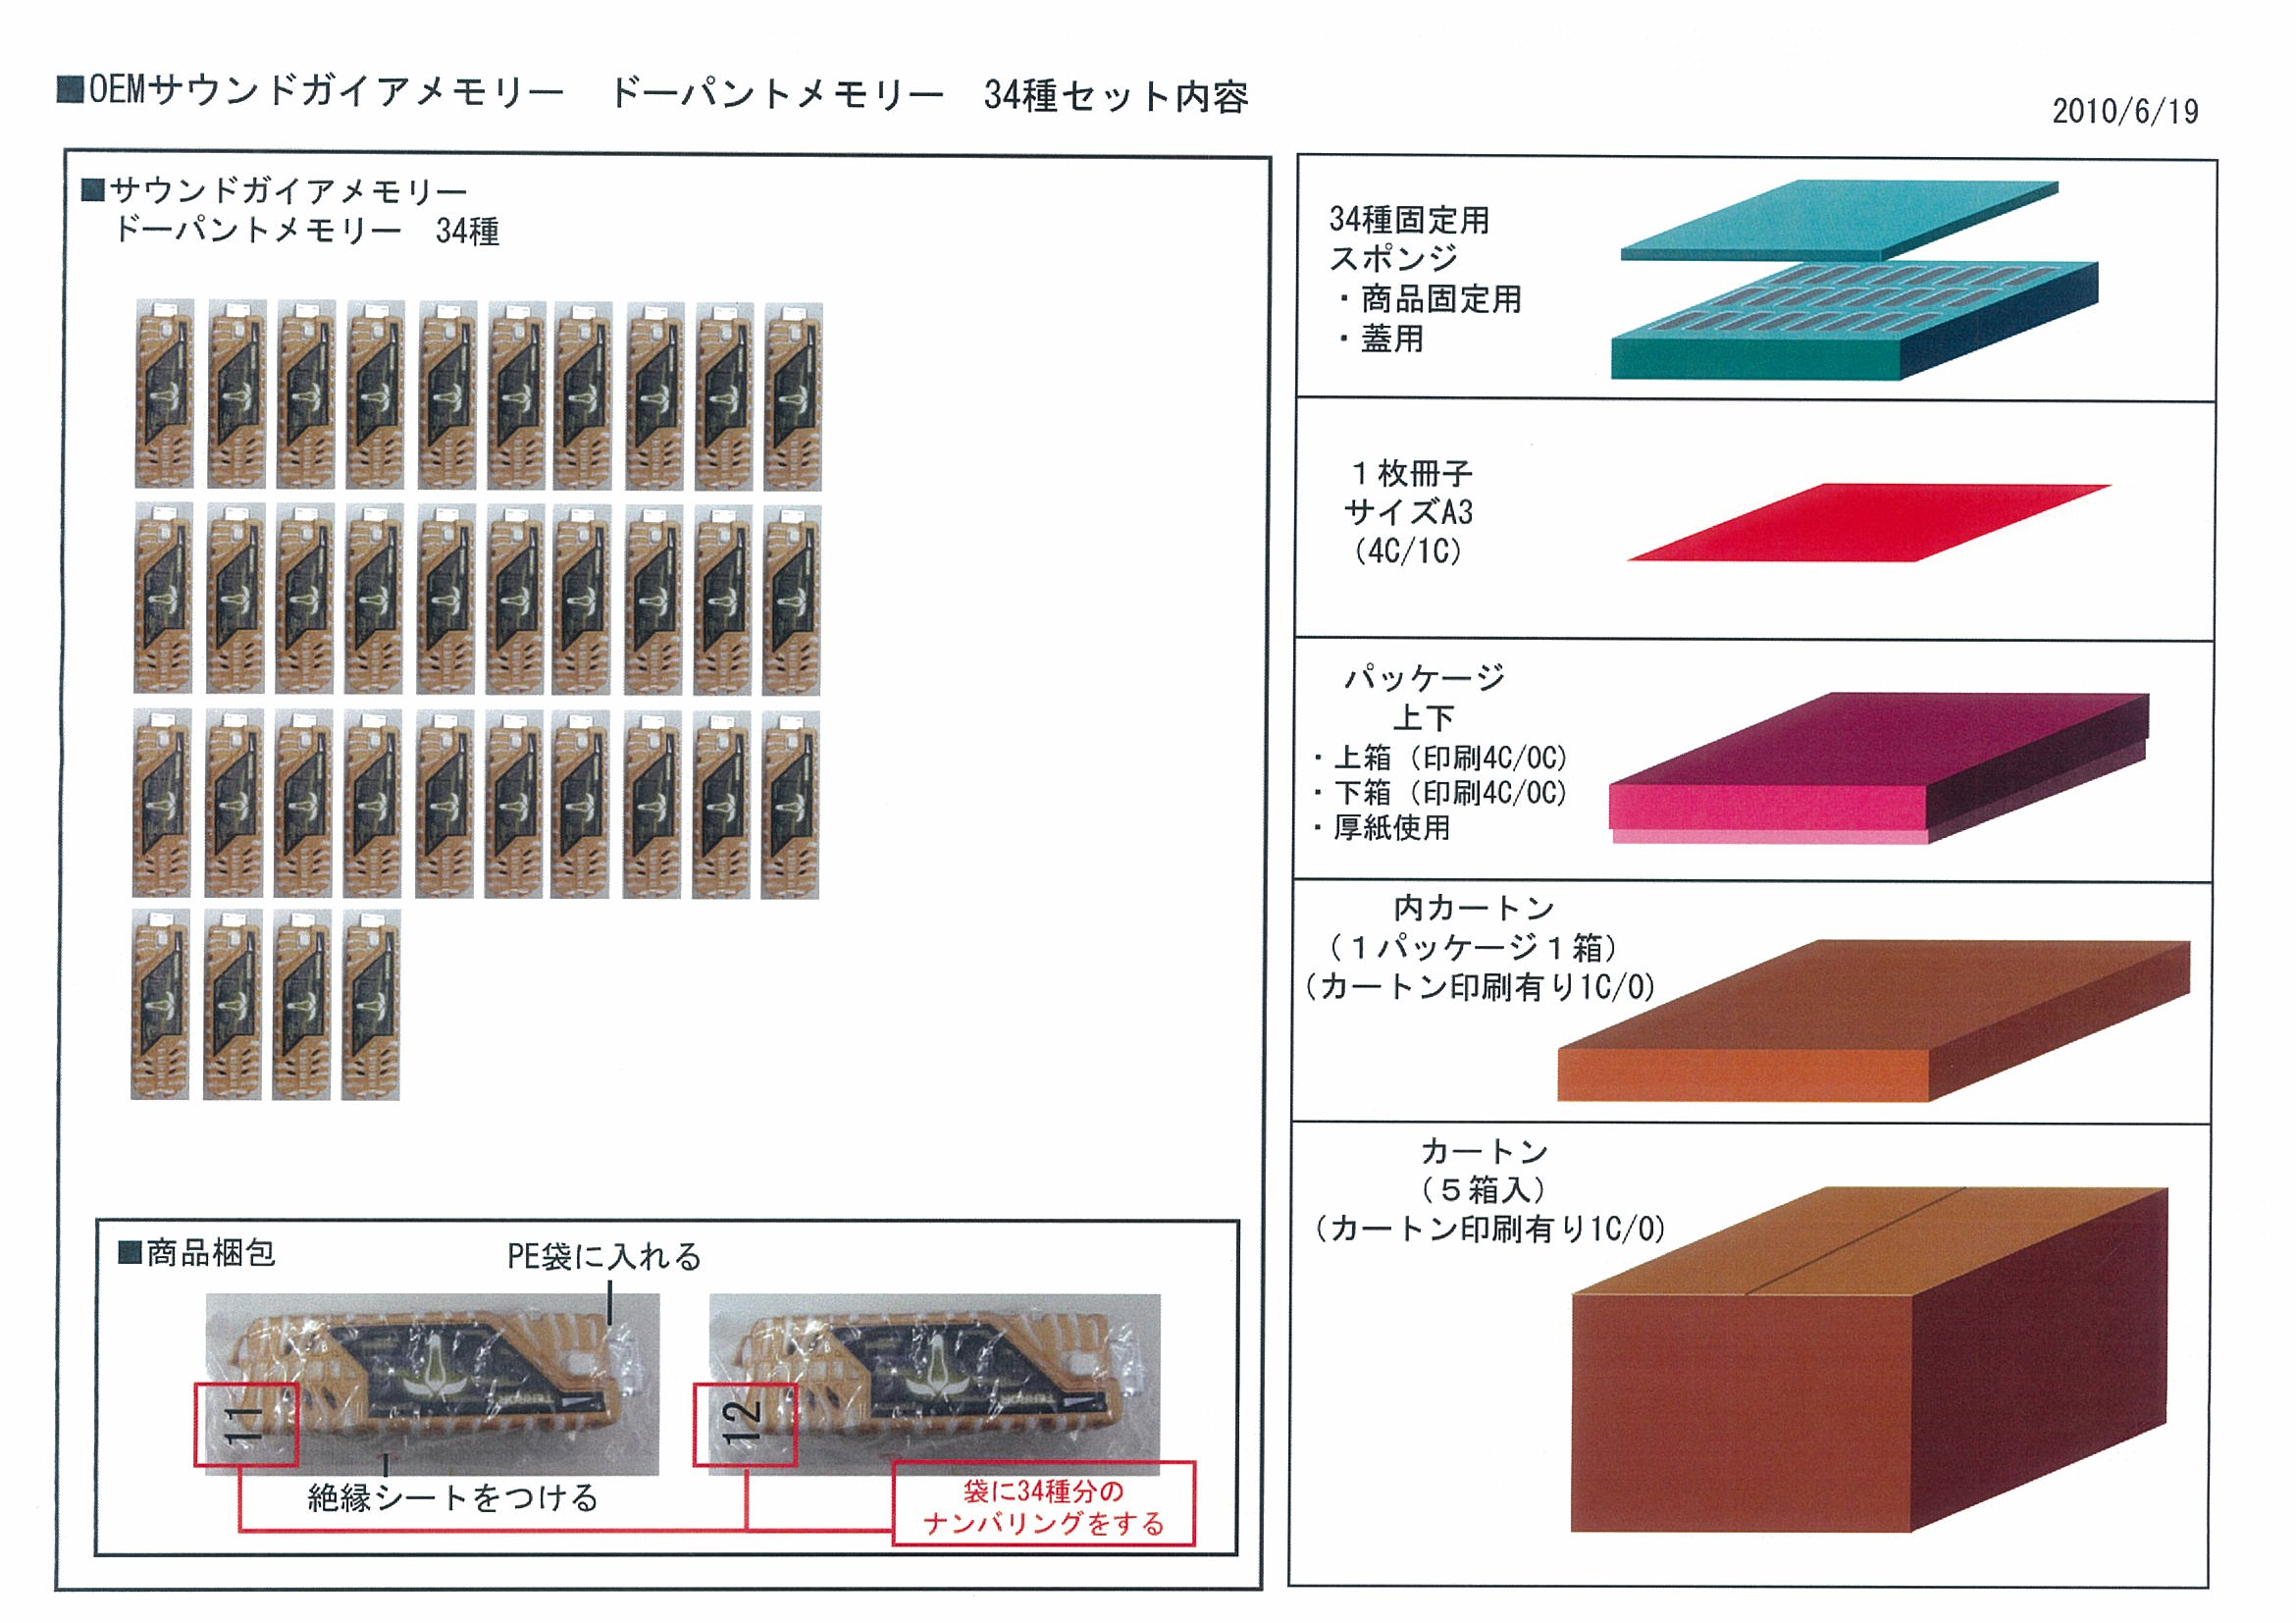 ■OEMサウンドガイアメモリー　ドーパントメモリー　34種セット内容
2010/6/19
■サウンドガイアメモリー
ドーパントメモリー　34種
■商品梱包
PE袋に入れる
11
12
絶縁シートをつける
袋に34種分の
ナンバリングをする
34種固定用
スポンジ
・商品固定用
・蓋用
１枚冊子
サイズA3
(4C/1C)
パッケージ
上下
・上箱（印刷4C/0C)
・下箱（印刷4C/0C)
・厚紙使用
内カートン
（１パッケージ１箱）
(カートン印刷有り1C/0)
カートン
（５箱入）
(カートン印刷有り1C/0)